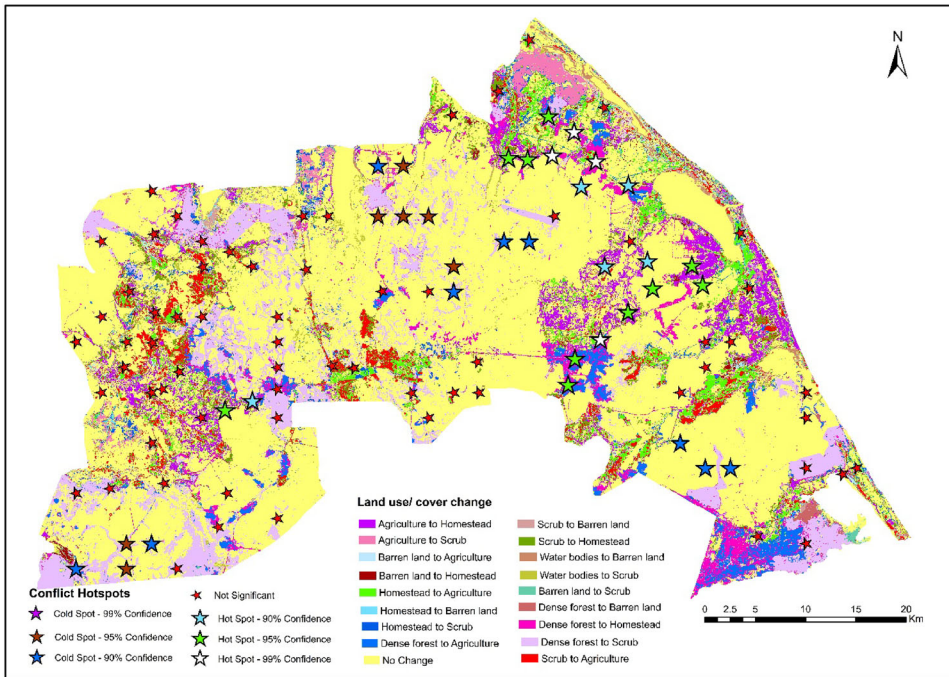 N
Land use/ cover change
Agriculture to Homestead
Agriculture to Scrub
Barren land to Agriculture
Barren land to Homestead
Homestead to Agriculture
Homestead to Barren land
Homestead to Scrub
Dense forest to Agriculture
No Change
Scrub to Barren land
Scrub to Homestead
Water bodies to Barren land
Water bodies to Scrub
Barren land to Scrub
Dense forest to Barren land
Dense forest to Homestead
Dense forest to Scrub
Scrub to Agriculture
Conflict Hotspots
Cold Spot - 99% Confidence
Cold Spot - 95% Confidence
Cold Spot - 90% Confidence
Not Significant
Hot Spot - 90% Confidence
Hot Spot - 95% Confidence
Hot Spot - 99% Confidence
0 2.5 5 10 15 20
Km